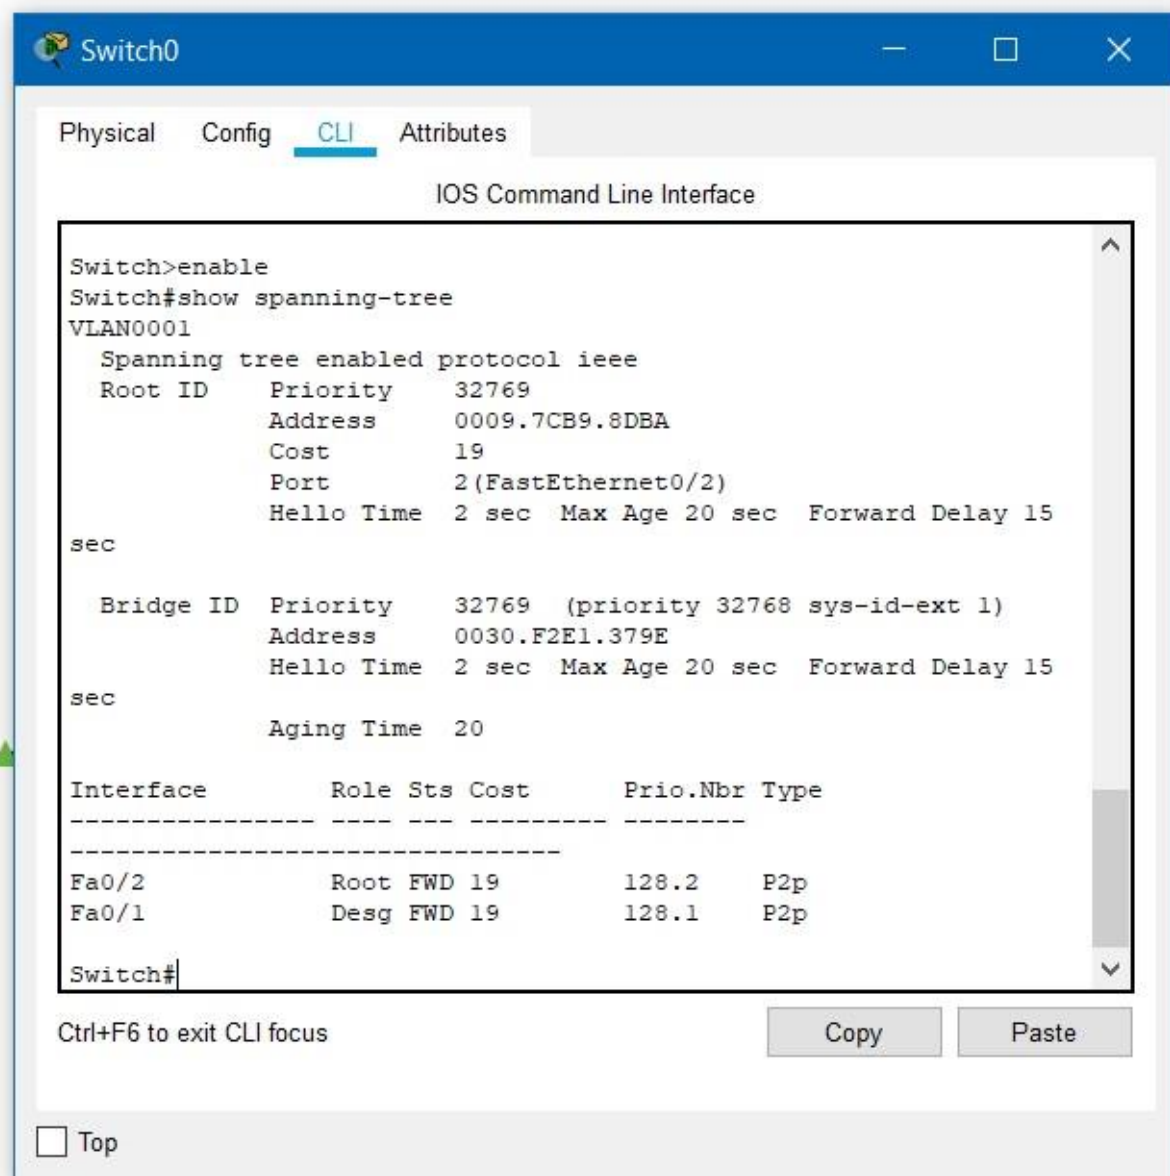 Switch0
Physical Config CLI Attributes
IOS Command Line Interface
Switch>enable
Switch#show spanning-tree
VLAN0001
  Spanning tree enabled protocol ieee
  Root ID    Priority    32769
             Address     0009.7CB9.8DBA
             Cost        19
             Port        2(FastEthernet0/2)
             Hello Time  2 sec  Max Age 20 sec  Forward Delay 15
sec
  Bridge ID  Priority    32769  (priority 32768 sys-id-ext 1)
             Address     0030.F2E1.379E
             Hello Time  2 sec  Max Age 20 sec  Forward Delay 15
sec
             Aging Time  20
Interface        Role Sts Cost      Prio.Nbr Type
---------------- ---- --- --------- --------
--------------------------------
Fa0/2            Root FWD 19        128.2    P2p
Fa0/1            Desg FWD 19        128.1    P2p
Switch#
Ctrl+F6 to exit CLI focus Copy Paste
Top